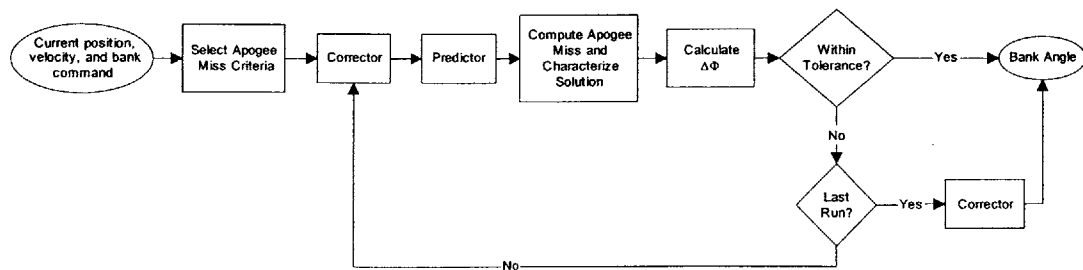 Current position,
velocity, and bank
command
Select Apogee
Miss Criteria
Corrector
Predictor
Compute Apogee
Miss and
Characterize
Solution
Calculate
ΔΦ
Within
Tolerance?
Yes
Bank Angle
No
Last
Run?
Yes
Corrector
No